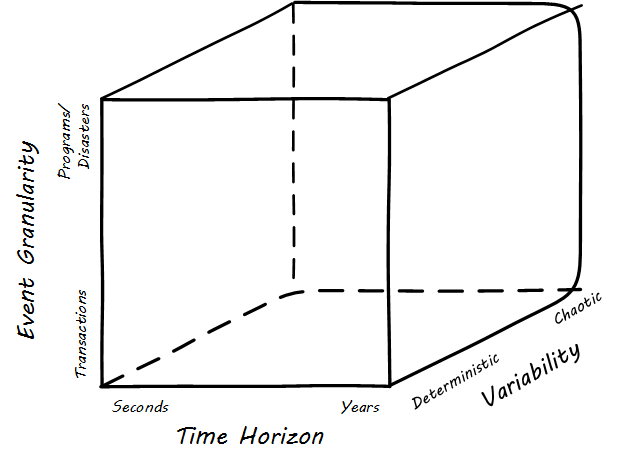 Event Granularity
Programs/
Disasters
Transactions
Seconds
Years
Time Horizon
Deterministic
Chaotic
Variability